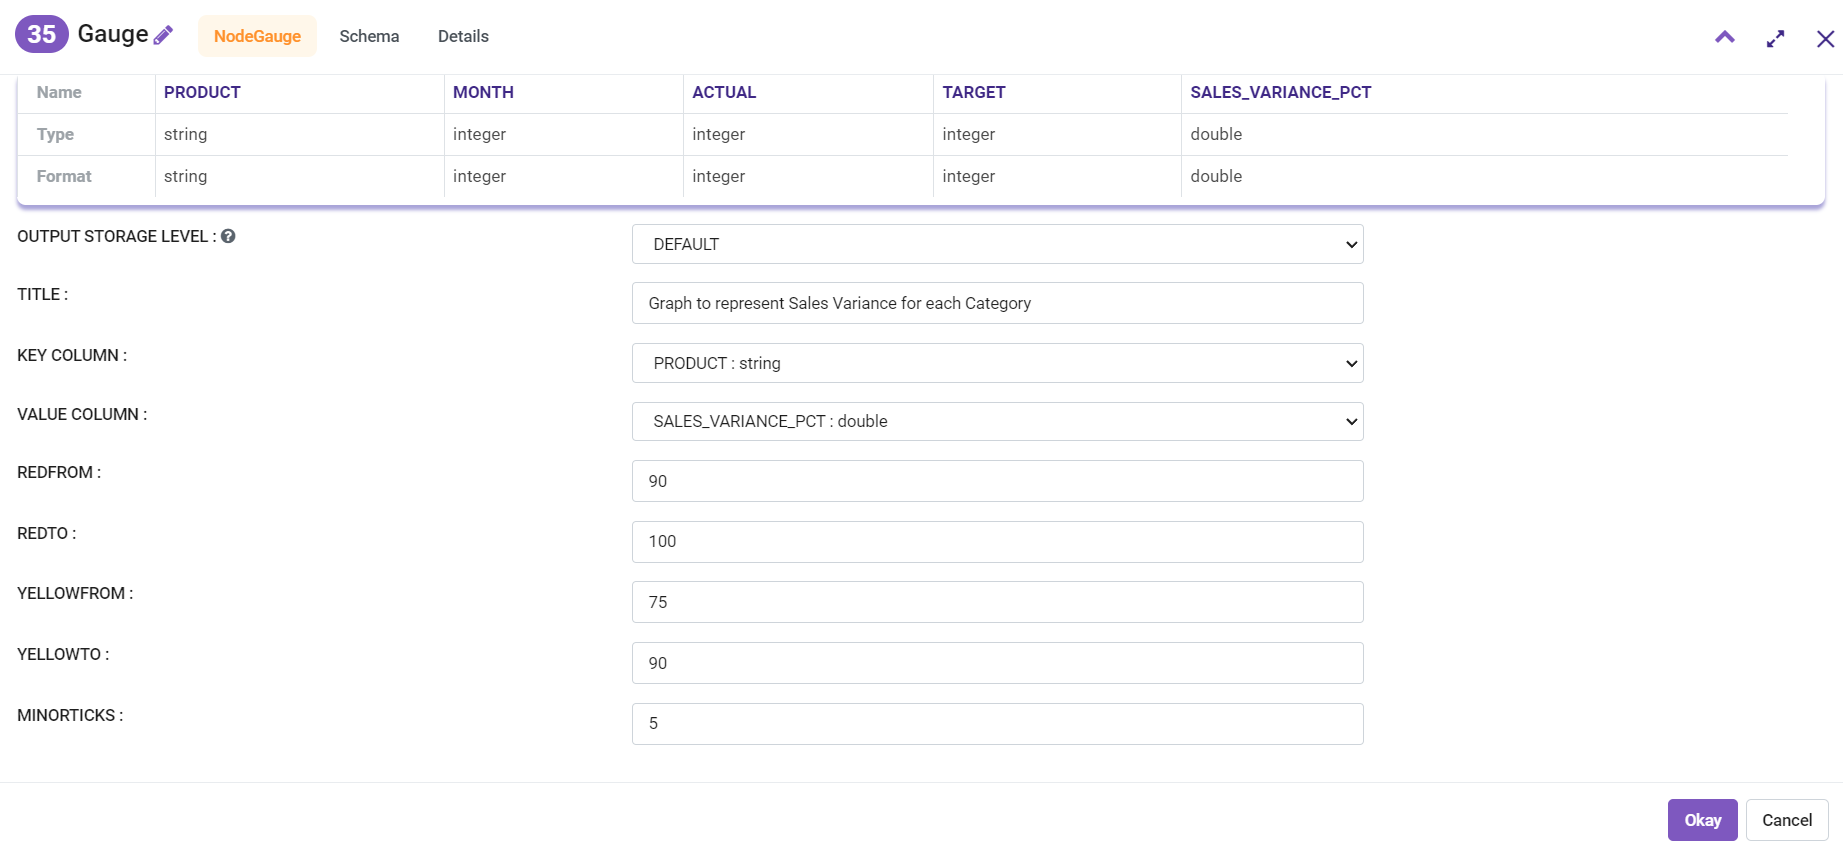 35 Gauge NodeGauge Schema Details
Name PRODUCT MONTH ACTUAL TARGET SALES_VARIANCE_PCT
Type string integer integer integer double
Format string integer integer integer double
OUTPUT STORAGE LEVEL : ? DEFAULT
TITLE : Graph to represent Sales Variance for each Category
KEY COLUMN : PRODUCT : string
VALUE COLUMN : SALES_VARIANCE_PCT : double
REDFROM : 90
REDTO : 100
YELLOWFROM : 75
YELLOWTO : 90
MINORTICKS : 5
Okay Cancel